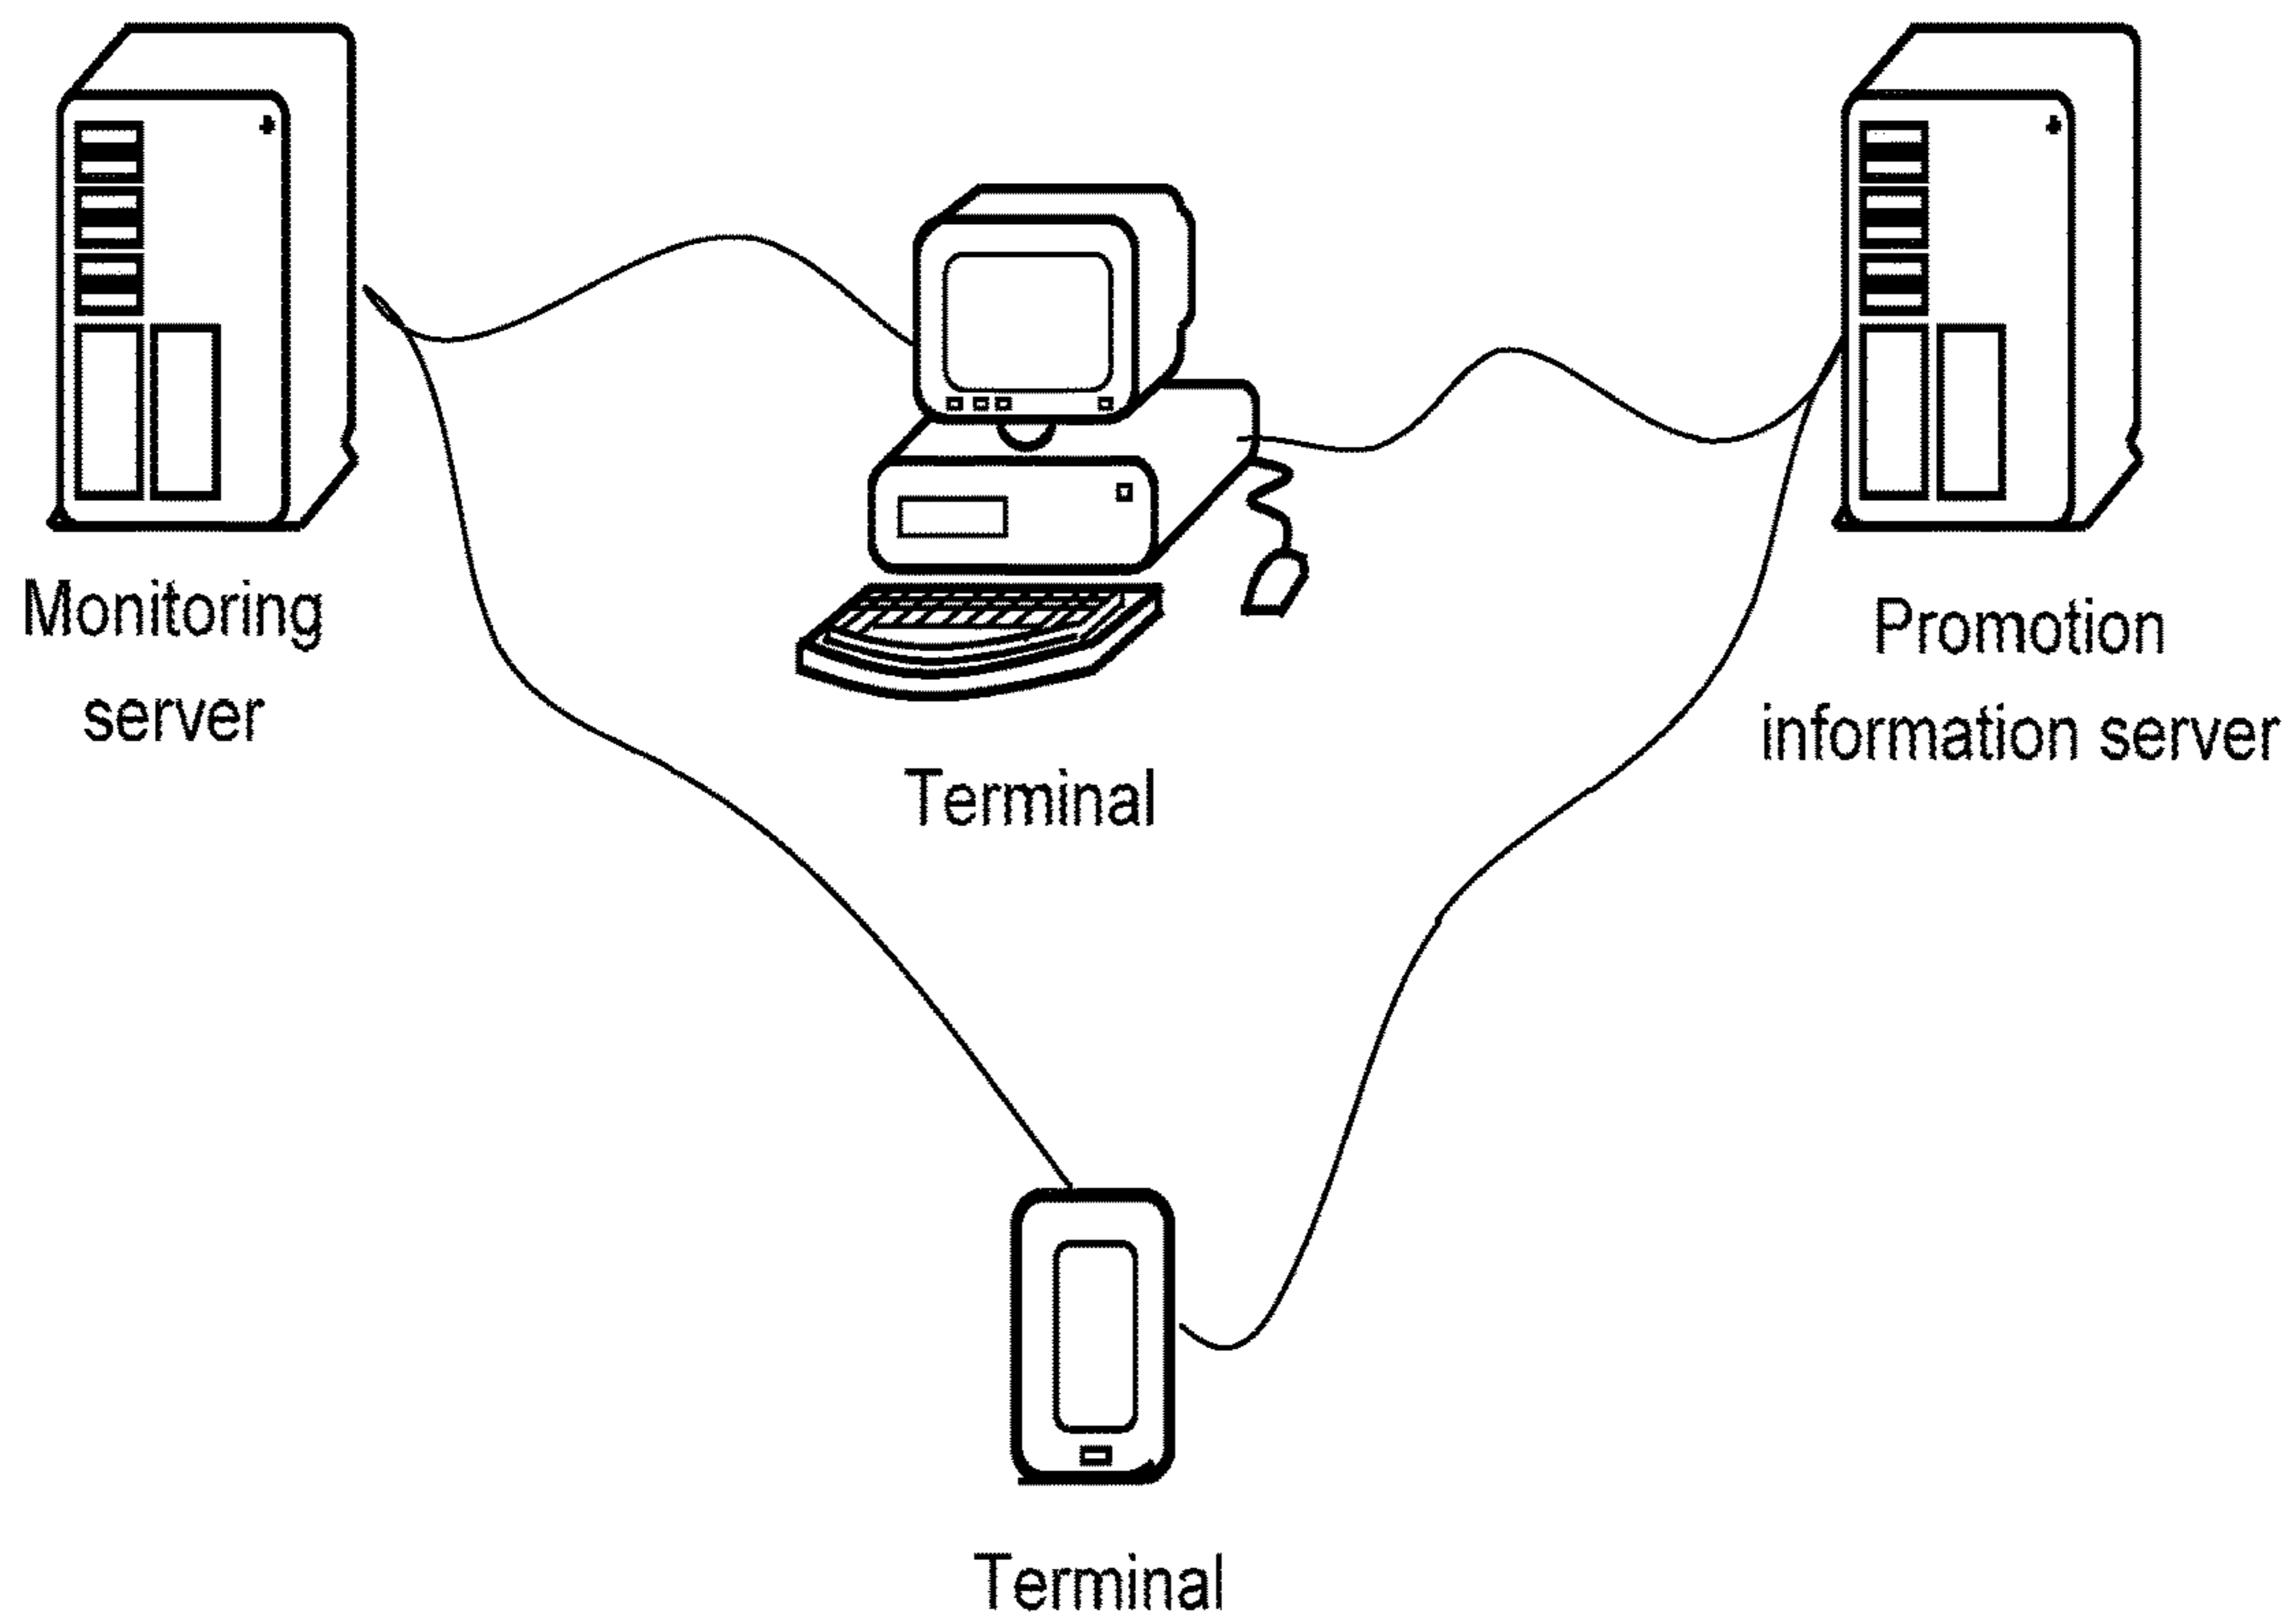 Monitoring
server
Terminal
Promotion
information server
Terminal